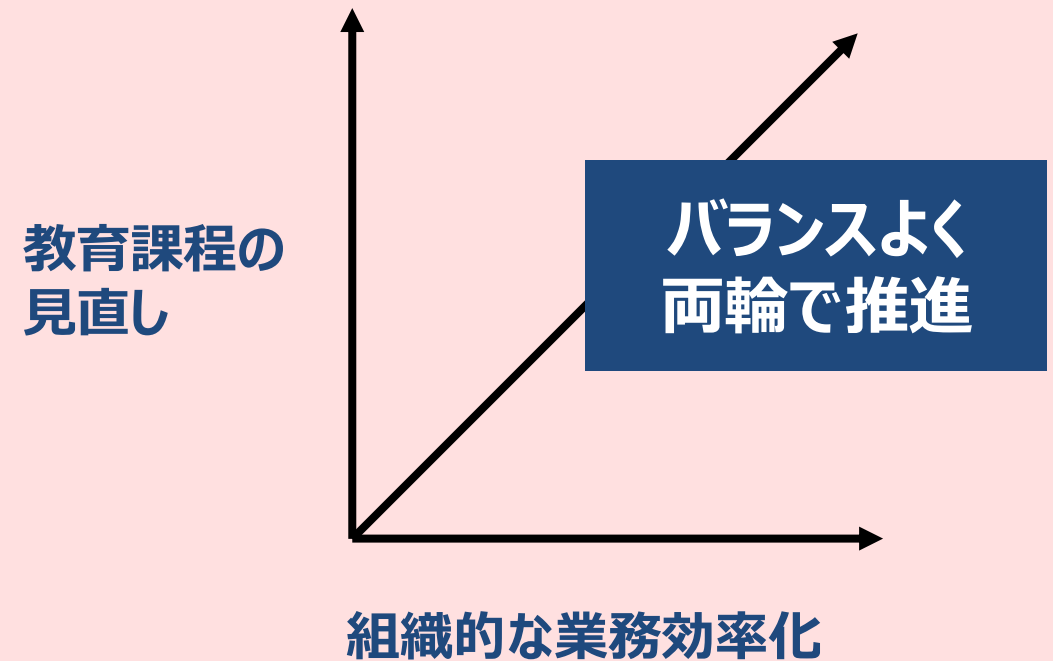 教育課程の
見直し
バランスよく
両輪で推進
組織的な業務効率化